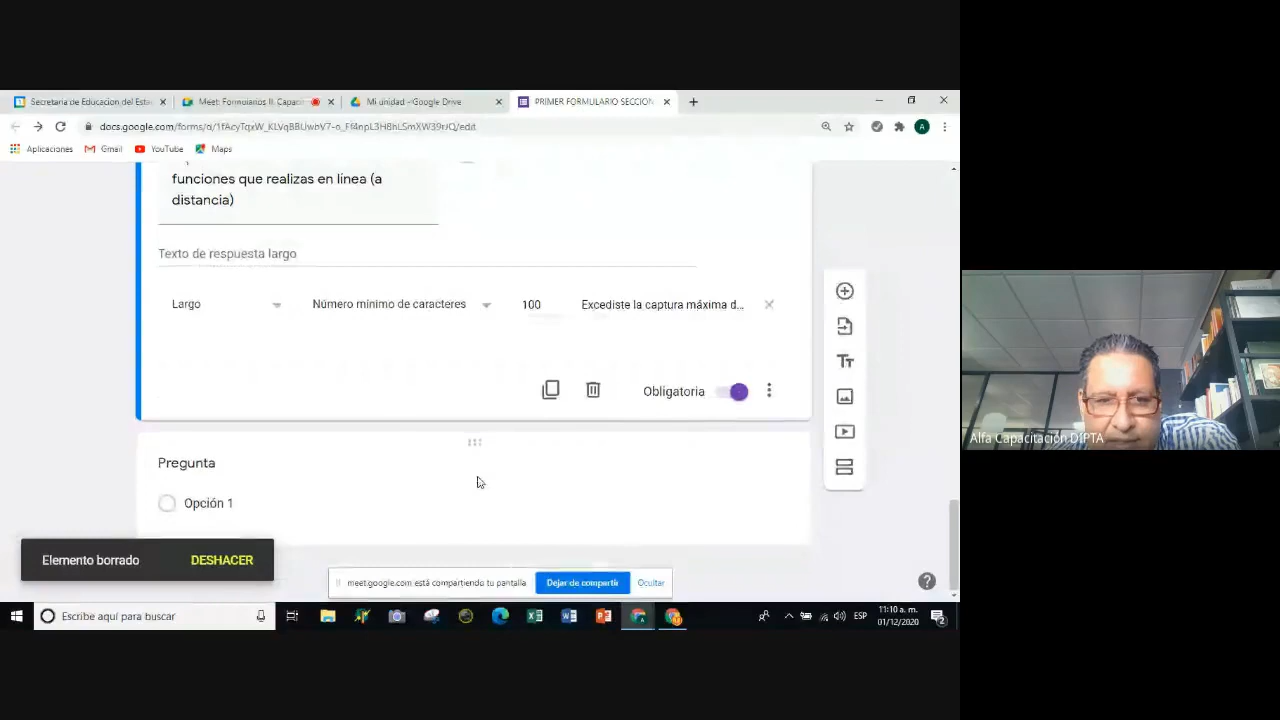 Secretaria de Educacion del Esta
Meet: Formularios II. Capaci
Mi unidad - Google Drive
PRIMER FORMULARIO SECCION
Aplicaciones
Gmail
YouTube
Maps
funciones que realizas en línea (a
distancia)
Texto de respuesta largo
Largo
Número mínimo de caracteres
100
Excediste la captura máxima d...
Obligatoria
Pregunta
Opción 1
Elemento borrado
DESHACER
meet.google.com está compartiendo tu pantalla
Dejar de compartir
Ocultar
Escribe aquí para buscar
ESP
11:10 a. m.
01/12/2020
2
Alfa Capacitación DIPTA